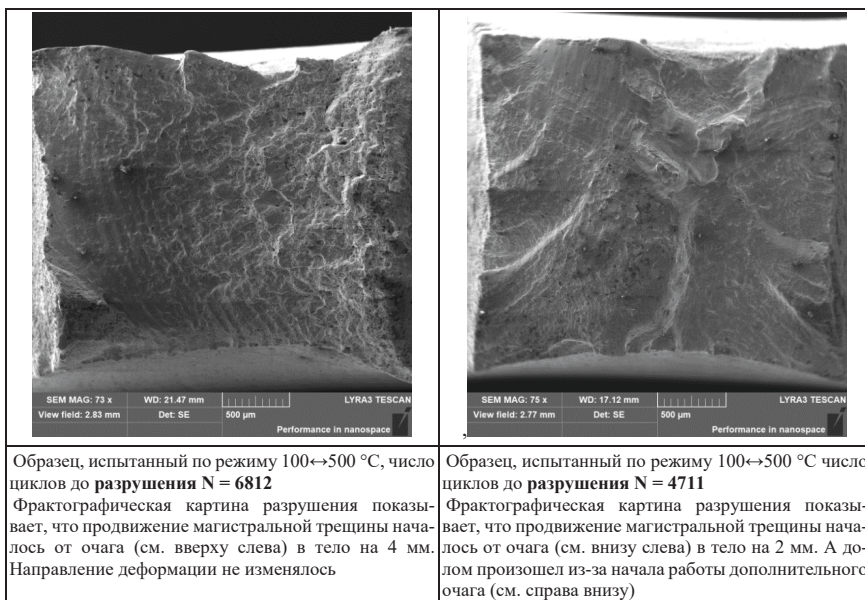 SEM MAG: 73 x WD: 21.47 mm LYRA3 TESCAN
View field: 2.83 mm Det: SE 500 µm
Performance in nanospace
SEM MAG: 75 x WD: 17.12 mm LYRA3 TESCAN
View field: 2.77 mm Det: SE 500 µm
Performance in nanospace
,
Образец, испытанный по режиму 100↔500 °C, число
циклов до разрушения N = 6812
Фрактографическая картина разрушения показы-
вает, что продвижение магистральной трещины нача-
лось от очага (см. вверху слева) в тело на 4 мм.
Направление деформации не изменялось
Образец, испытанный по режиму 100↔500 °C число
циклов до разрушения N = 4711
Фрактографическая картина разрушения показы-
вает, что продвижение магистральной трещины нача-
лось от очага (см. внизу слева) в тело на 2 мм. А до-
лом произошел из-за начала работы дополнительного
очага (см. справа внизу)